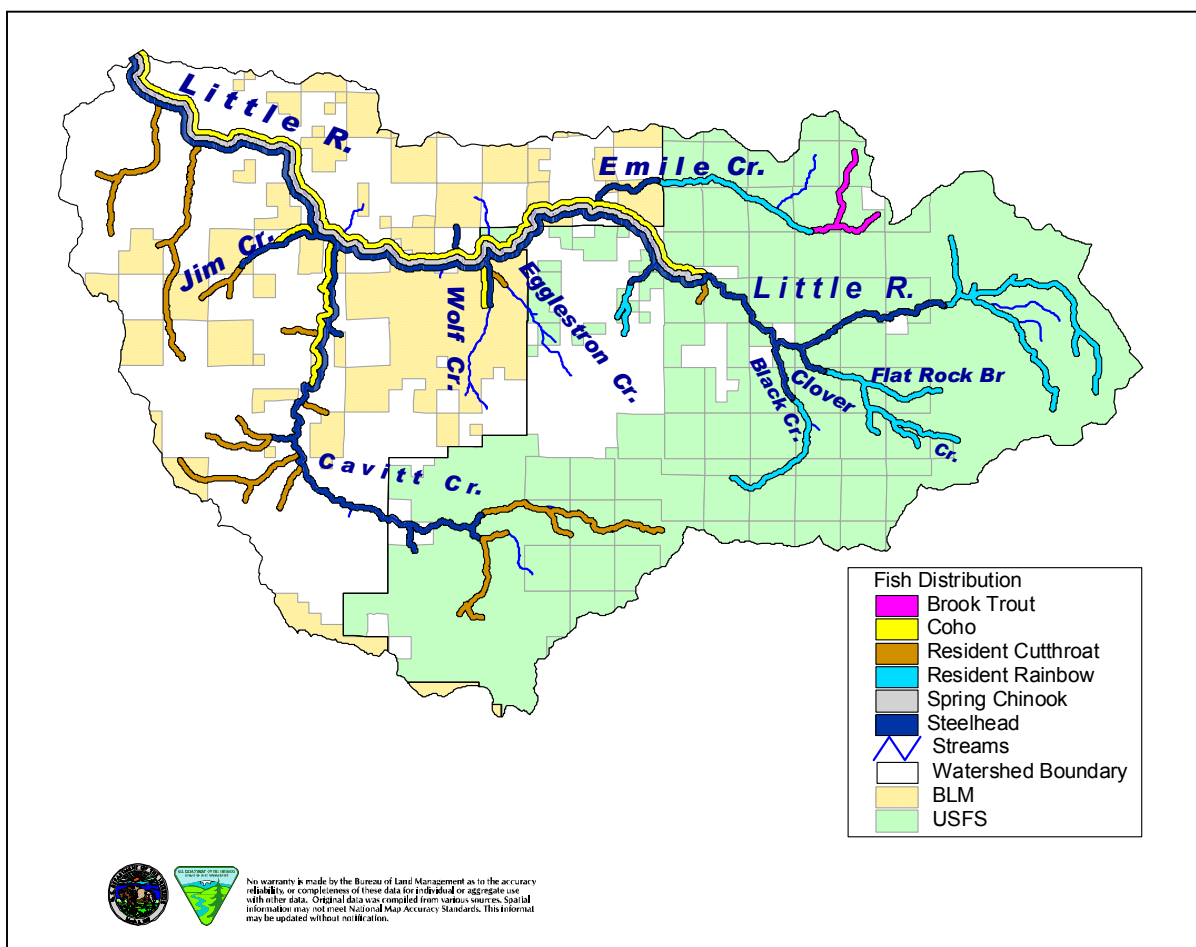 Little R.
Emile Cr.
Jim Cr.
Wolf Cr.
Egglestron Cr.
Little R.
Black Cr.
Clover
Flat Rock Br
Cr.
Cavitt Cr.
Fish Distribution
Brook Trout
Coho
Resident Cutthroat
Resident Rainbow
Spring Chinook
Steelhead
Streams
Watershed Boundary
BLM
USFS
No warranty is made by the Bureau of Land Management as to the accuracy
reliability, or completeness of these data for individual or aggregate use
with other data. Original data was compiled from various sources. Spatial
information may not meet National Map Accuracy Standards. This informat
may be updated without notification.